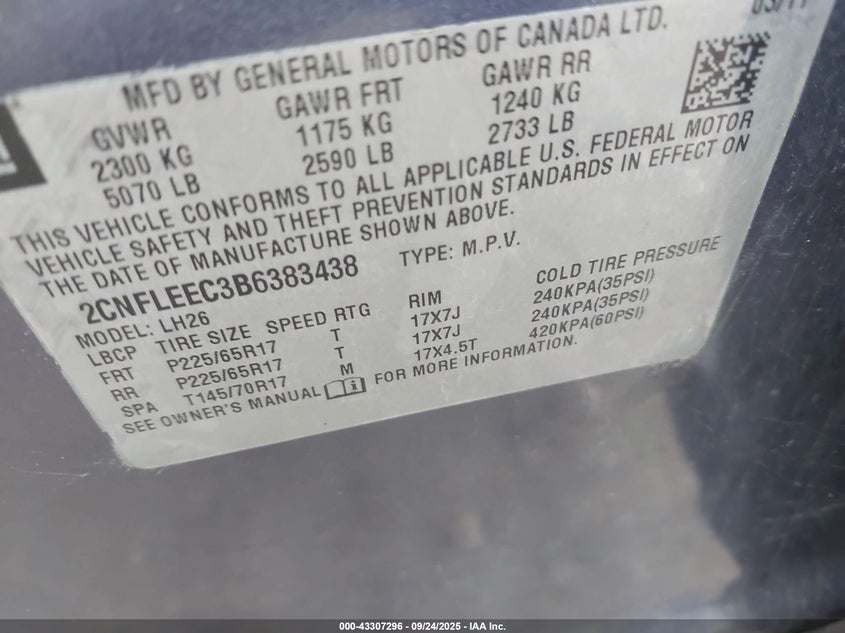 03/11
MFD BY GENERAL MOTORS OF CANADA LTD.
GVWR GAWR FRT GAWR RR
2300 KG 1175 KG 1240 KG
5070 LB 2590 LB 2733 LB
THIS VEHICLE CONFORMS TO ALL APPLICABLE U.S. FEDERAL MOTOR
VEHICLE SAFETY AND THEFT PREVENTION STANDARDS IN EFFECT ON
THE DATE OF MANUFACTURE SHOWN ABOVE.
2CNFLEEC3B6383438 TYPE: M.P.V.
MODEL: LH26
LBCP TIRE SIZE SPEED RTG RIM COLD TIRE PRESSURE
FRT P225/65R17 T 17X7J 240KPA(35PSI)
RR P225/65R17 T 17X7J 240KPA(35PSI)
SPA T145/70R17 M 17X4.5T 420KPA(60PSI)
SEE OWNER'S MANUAL FOR MORE INFORMATION.
000-43307296 - 09/24/2025 - IAA Inc.